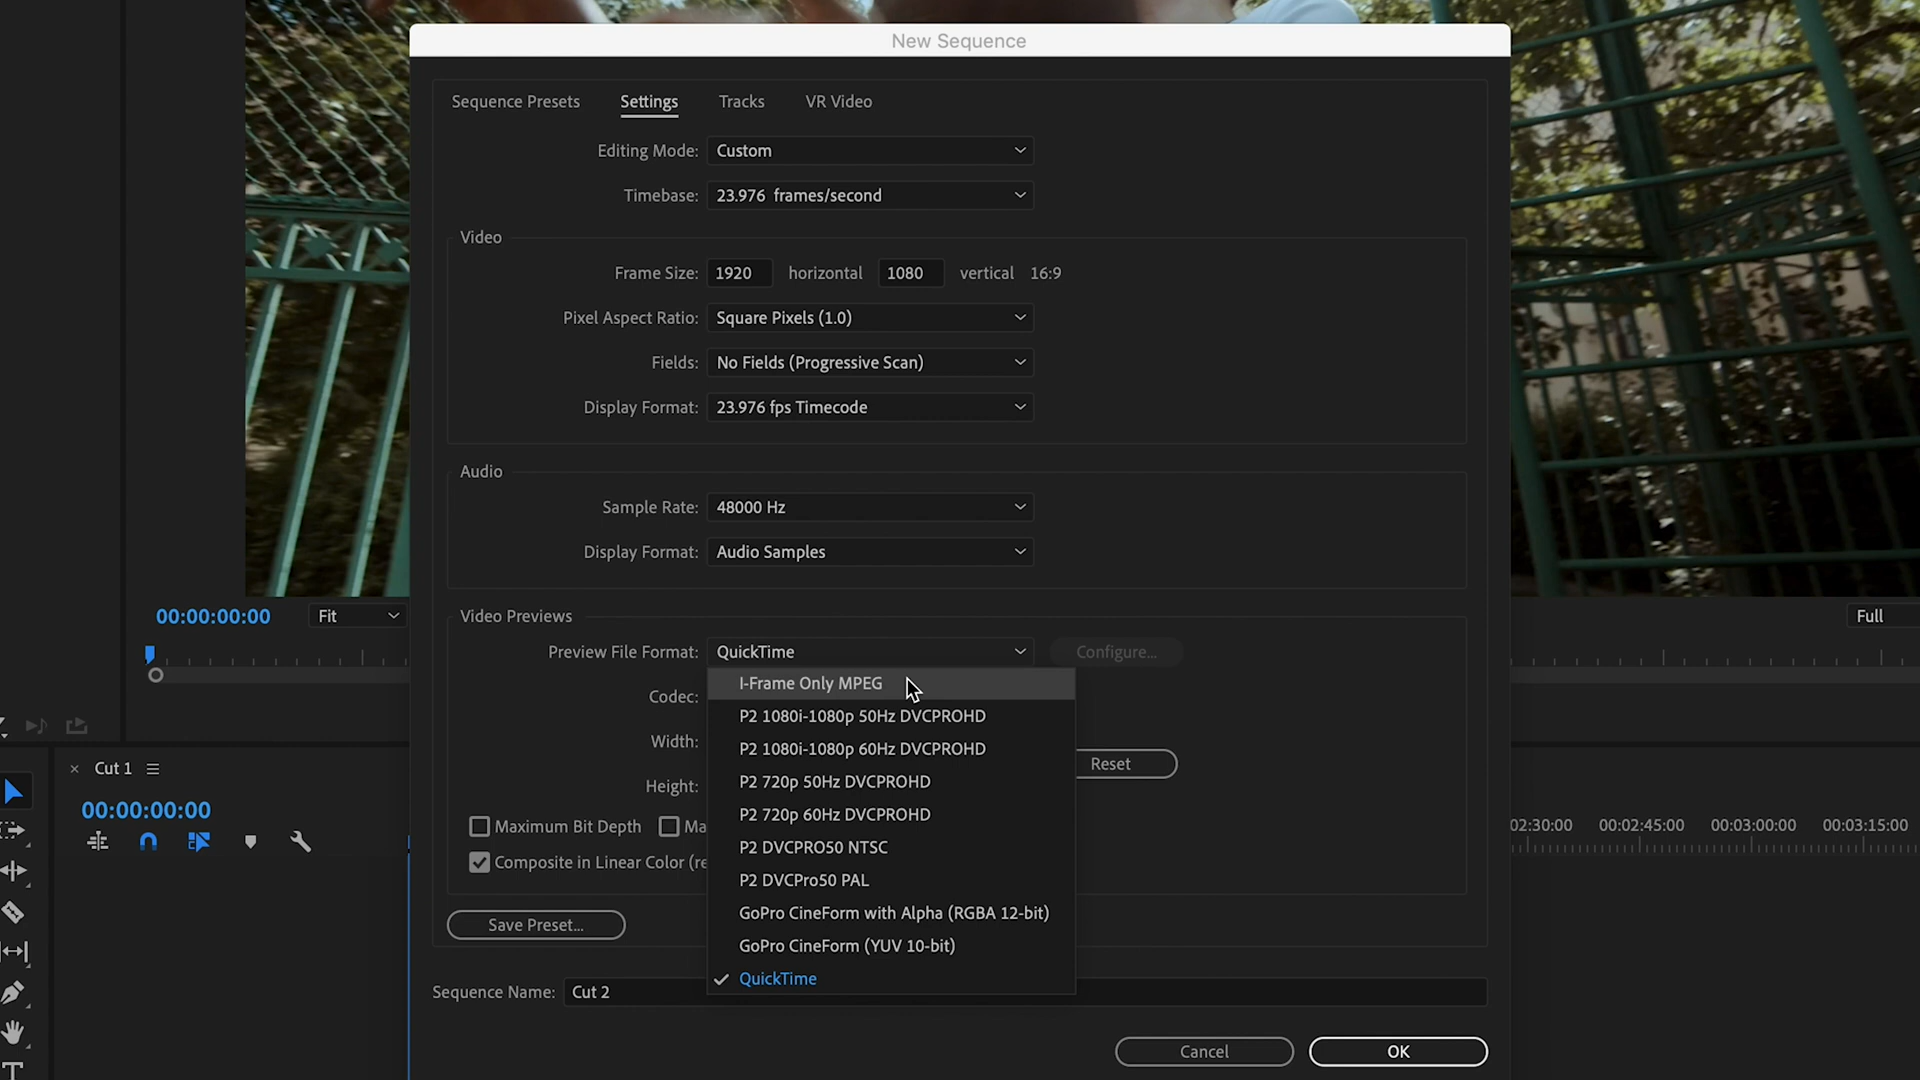 New Sequence
Sequence Presets Settings Tracks VR Video
Editing Mode: Custom
Timebase: 23.976 frames/second
Video
Frame Size: 1920 horizontal 1080 vertical 16:9
Pixel Aspect Ratio: Square Pixels (1.0)
Fields: No Fields (Progressive Scan)
Display Format: 23.976 fps Timecode
Audio
Sample Rate: 48000 Hz
Display Format: Audio Samples
00:00:00:00 Fit
Full
Video Previews
Preview File Format: QuickTime Configure...
I-Frame Only MPEG
Codec:
P2 1080i-1080p 50Hz DVCPROHD
Width:
P2 1080i-1080p 60Hz DVCPROHD
Reset
Height:
P2 720p 50Hz DVCPROHD
P2 720p 60Hz DVCPROHD
Maximum Bit Depth Ma
P2 DVCPRO50 NTSC
Composite in Linear Color (re
P2 DVCPro50 PAL
GoPro CineForm with Alpha (RGBA 12-bit)
GoPro CineForm (YUV 10-bit)
QuickTime
Cut 1
00:00:00:00
02:30:00 00:02:45:00 00:03:00:00 00:03:15:00
Save Preset...
Sequence Name: Cut 2
Cancel OK